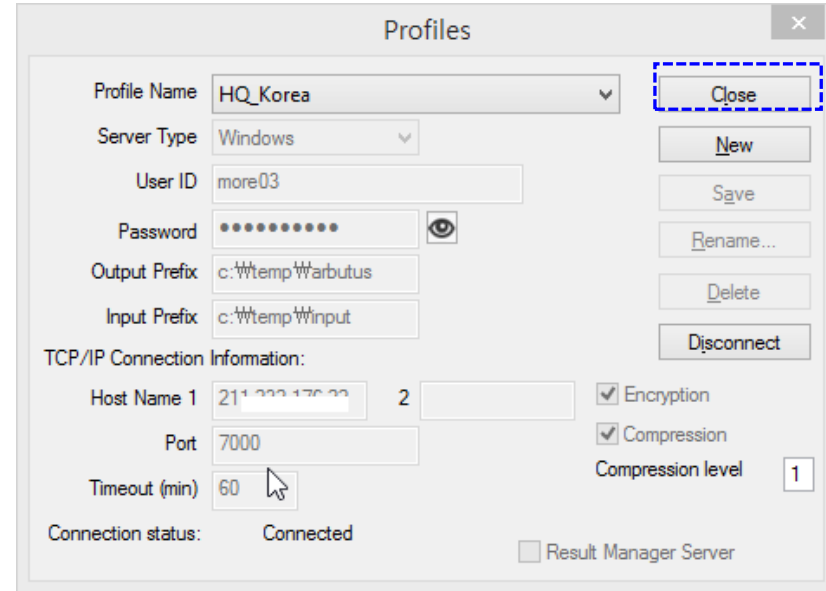 Profiles
Profile Name HQ_Korea Close
Server Type Windows New
User ID more03 Save
Password ●●●●●●●●●● Rename...
Output Prefix c:₩temp₩arbutus Delete
Input Prefix c:₩temp₩input Disconnect
TCP/IP Connection Information:
Host Name 1 2 Encryption
Port 7000 Compression
Compression level 1
Timeout (min) 60
Connection status: Connected
Result Manager Server